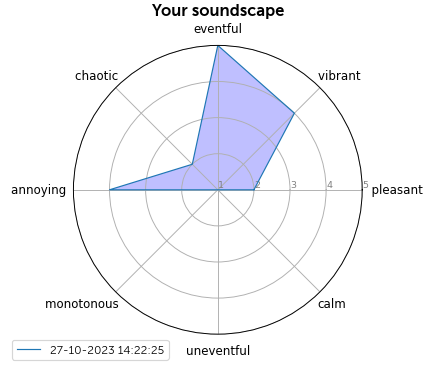 Your soundscape
eventful
chaotic
vibrant
annoying
1 2 3 4 5
pleasant
monotonous
calm
27-10-2023 14:22:25
uneventful